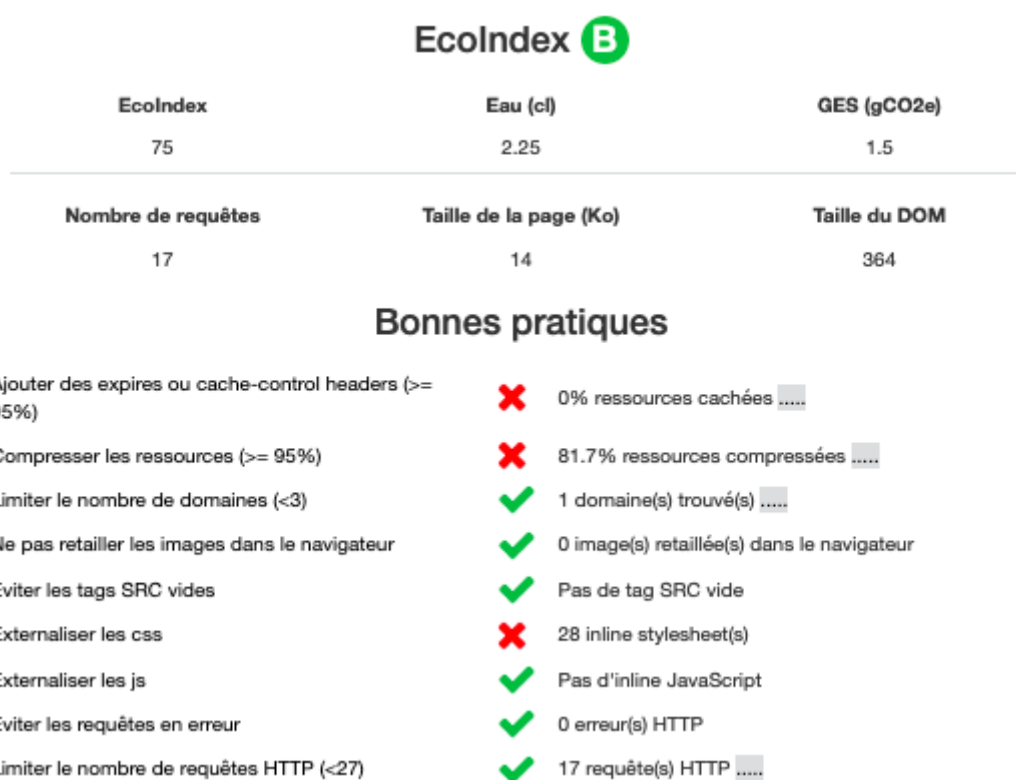 EcoIndex B
EcoIndex Eau (cl) GES (gCO2e)
75 2.25 1.5
Nombre de requêtes Taille de la page (Ko) Taille du DOM
17 14 364
Bonnes pratiques
jouter des expires ou cache-control headers (>=
5%)
0% ressources cachées .....
Compresser les ressources (>= 95%) 81.7% ressources compressées .....
imiter le nombre de domaines (<3) 1 domaine(s) trouvé(s) .....
Ne pas retailler les images dans le navigateur 0 image(s) retaillée(s) dans le navigateur
Eviter les tags SRC vides Pas de tag SRC vide
Externaliser les css 28 inline stylesheet(s)
Externaliser les js Pas d'inline JavaScript
Eviter les requêtes en erreur 0 erreur(s) HTTP
imiter le nombre de requêtes HTTP (<27) 17 requête(s) HTTP .....